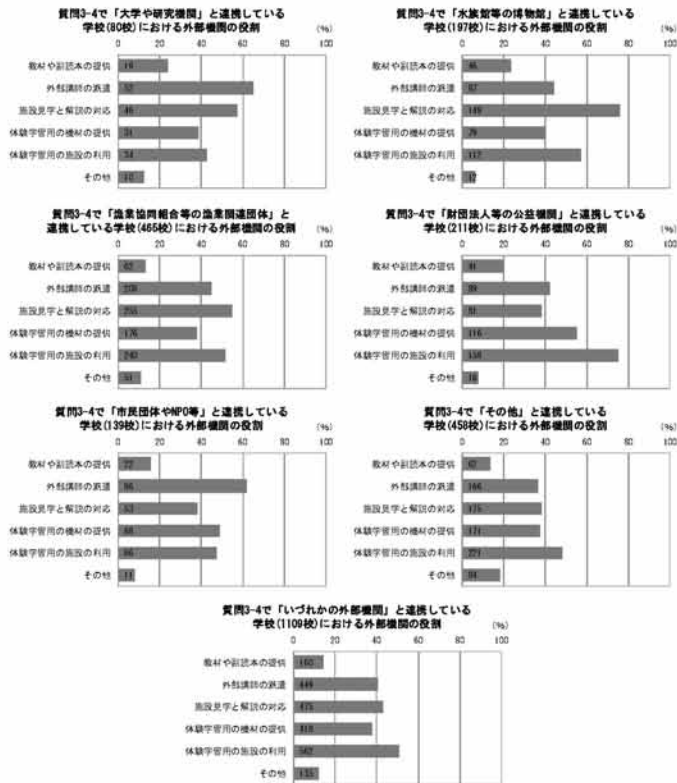 質問3-4で「大学や研究機関」と連携している
学校(80校)における外部機関の役割
(%)
0 20 40 60 80 100
教材や副読本の提供 19
外部講師の派遣 52
施設見学と解説の対応 46
体験学習用の機材の提供 31
体験学習用の施設の利用 34
その他 10
質問3-4で「水族館等の博物館」と連携している
学校(197校)における外部機関の役割
(%)
0 20 40 60 80 100
教材や副読本の提供 46
外部講師の派遣 87
施設見学と解説の対応 149
体験学習用の機材の提供 79
体験学習用の施設の利用 112
その他
質問3-4で「漁業協同組合等の漁業関連団体」と
連携している学校(465校)における外部機関の役割
(%)
0 20 40 60 80 100
教材や副読本の提供 62
外部講師の派遣 208
施設見学と解説の対応 255
体験学習用の機材の提供 176
体験学習用の施設の利用 240
その他 51
質問3-4で「財団法人等の公益機関」と連携している
学校(211校)における外部機関の役割
(%)
0 20 40 60 80 100
教材や副読本の提供
外部講師の派遣 89
施設見学と解説の対応 81
体験学習用の機材の提供 116
体験学習用の施設の利用 158
その他 16
質問3-4で「市民団体やNPO等」と連携している
学校(139校)における外部機関の役割
(%)
0 20 40 60 80 100
教材や副読本の提供 22
外部講師の派遣 86
施設見学と解説の対応 53
体験学習用の機材の提供 68
体験学習用の施設の利用 66
その他 11
質問3-4で「その他」と連携している
学校(458校)における外部機関の役割
(%)
0 20 40 60 80 100
教材や副読本の提供 62
外部講師の派遣 166
施設見学と解説の対応 175
体験学習用の機材の提供 171
体験学習用の施設の利用 221
その他 84
質問3-4で「いづれかの外部機関」と連携している
学校(1109校)における外部機関の役割
(%)
0 20 40 60 80 100
教材や副読本の提供 160
外部講師の派遣 449
施設見学と解説の対応 475
体験学習用の機材の提供
体験学習用の施設の利用 562
その他 135